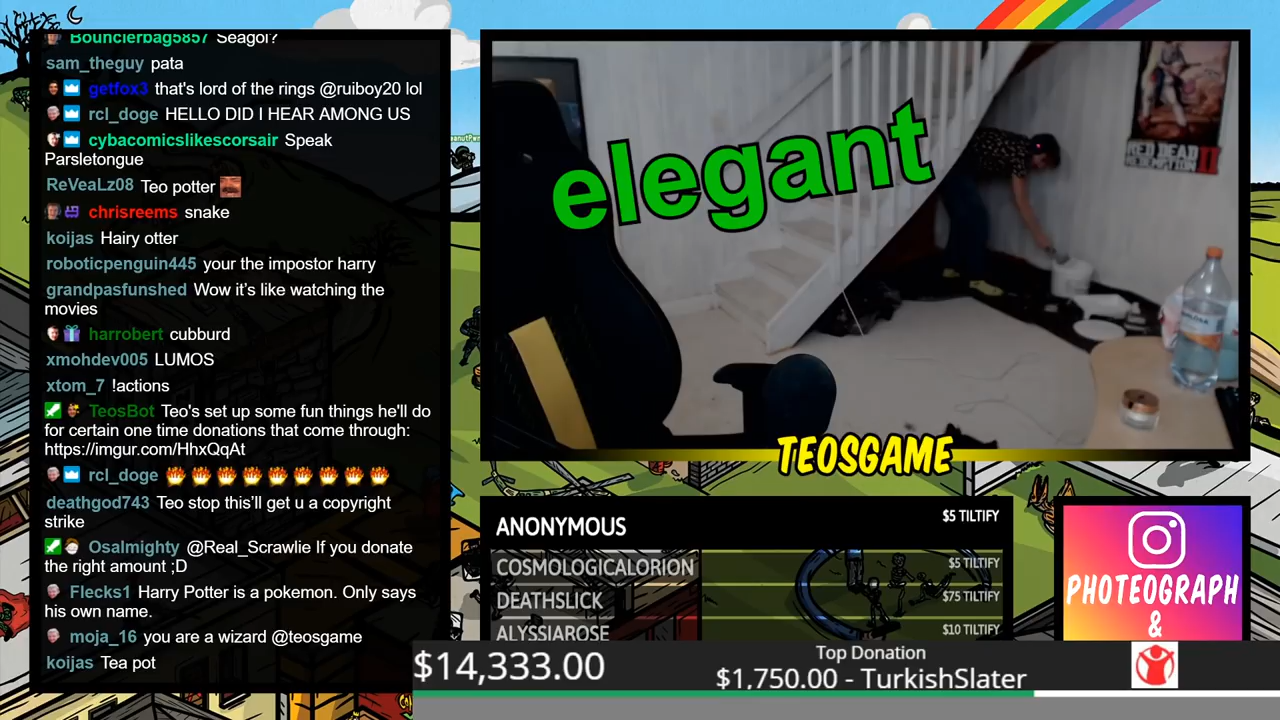 Bouncierbag5857 Seagol?
sam_theguy pata
getfox3 that's lord of the rings @ruiboy20 lol
rcl_doge HELLO DID I HEAR AMONG US
cybacomicslikescorsair Speak
Parsletongue
ReVeaLz08 Teo potter
chrisreems snake
koijas Hairy otter
roboticpenguin445 your the impostor harry
grandpasfunshed Wow it's like watching the
movies
harrobert cubburd
xmohdev005 LUMOS
xtom_7 !actions
TeosBot Teo's set up some fun things he'll do
for certain one time donations that come through:
https://imgur.com/HhxQqAt
rcl_doge
deathgod743 Teo stop this'll get u a copyright
strike
Osalmighty @Real_Scrawlie If you donate
the right amount ;D
Flecks1 Harry Potter is a pokemon. Only says
his own name.
moja_16 you are a wizard @teosgame
koijas Tea pot
elegant
RED DEAD
REDEMPTION II
TEOSGAME
ANONYMOUS $5 TILTIFY
COSMOLOGICALORION $5 TILTIFY
DEATHSLICK $75 TILTIFY
ALYSSIAROSE $10 TILTIFY
PHOTEOGRAPH
&
$14,333.00
Top Donation
$1,750.00 - TurkishSlater